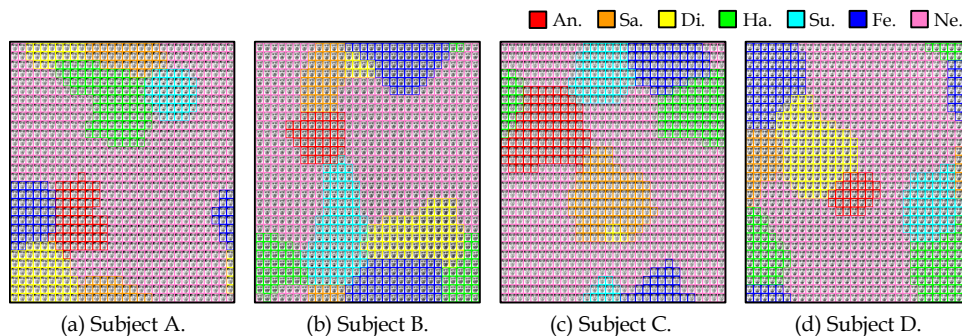 An. Sa. Di. Ha. Su. Fe. Ne.
(a) Subject A. (b) Subject B. (c) Subject C. (d) Subject D.